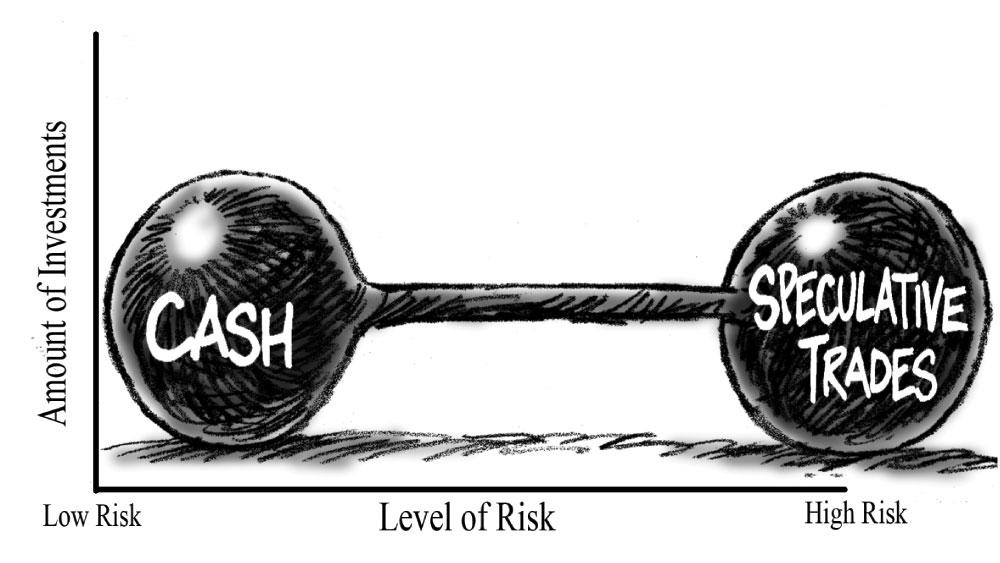 Amount of Investments
CASH
SPECULATIVE
TRADES
Low Risk
Level of Risk
High Risk